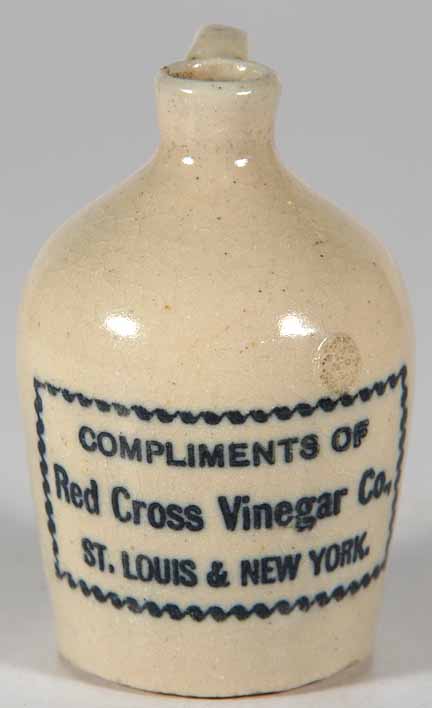 COMPLIMENTS OF
Red Cross Vinegar Co.,
ST. LOUIS & NEW YORK.